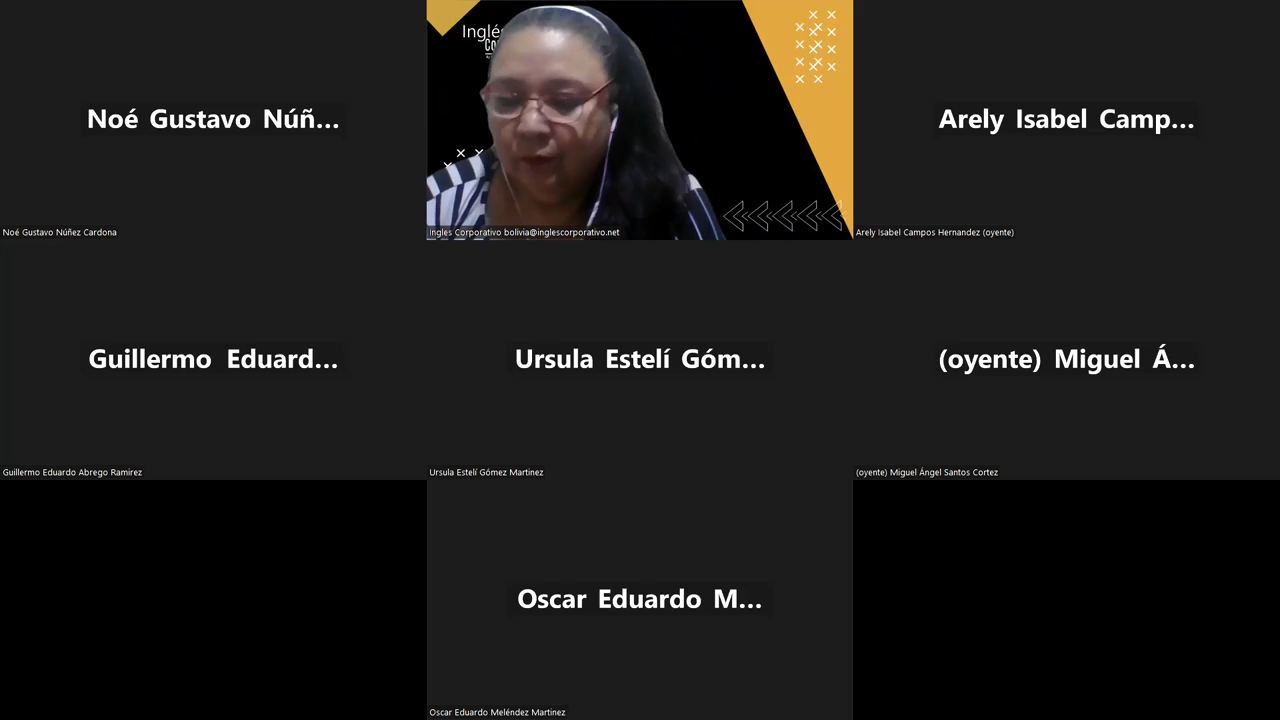 Noé Gustavo Núñ...
Noé Gustavo Núñez Cardona
Inglés
Ingles Corporativo bolivia@inglescorporativo.net
Arely Isabel Camp...
Arely Isabel Campos Hernandez (oyente)
Guillermo Eduard...
Guillermo Eduardo Abrego Ramirez
Ursula Estelí Góm...
Ursula Estelí Gómez Martinez
(oyente) Miguel Á...
(oyente) Miguel Ángel Santos Cortez
Oscar Eduardo M...
Oscar Eduardo Meléndez Martinez